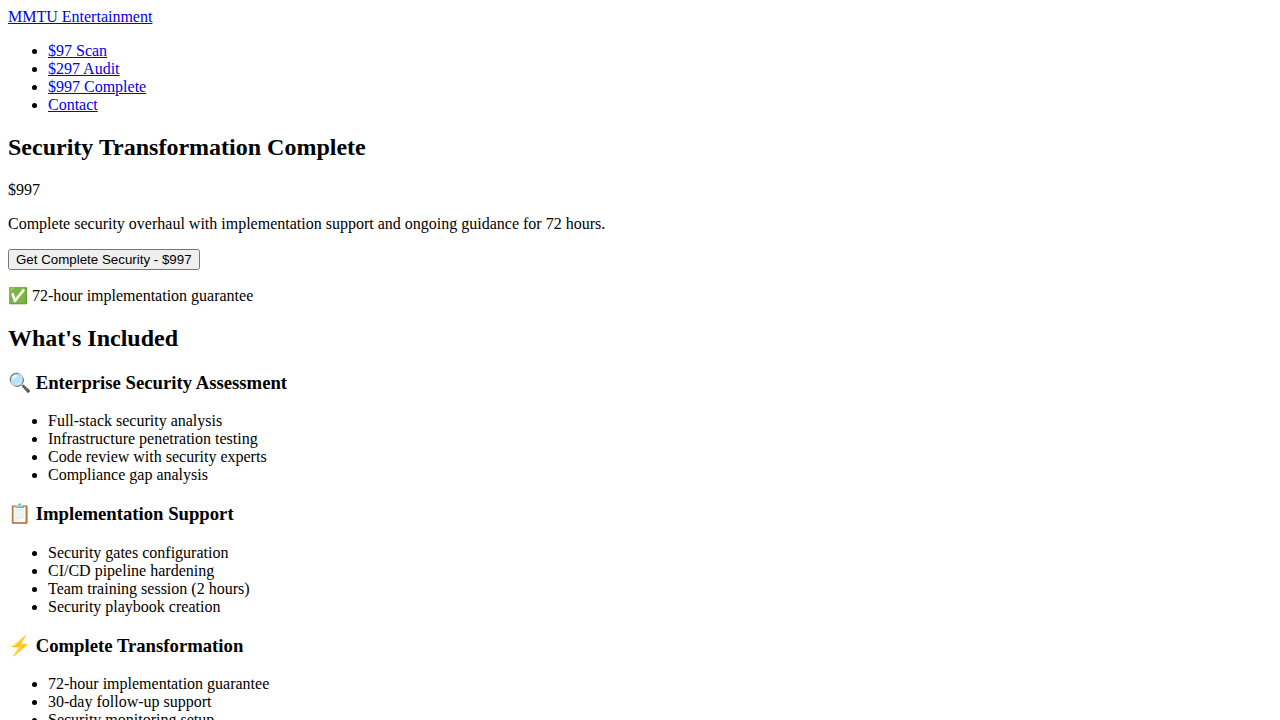 MMTU Entertainment
$97 Scan
$297 Audit
$997 Complete
Contact
Security Transformation Complete
$997
Complete security overhaul with implementation support and ongoing guidance for 72 hours.
Get Complete Security - $997
✅ 72-hour implementation guarantee
What's Included
🔍 Enterprise Security Assessment
Full-stack security analysis
Infrastructure penetration testing
Code review with security experts
Compliance gap analysis
📋 Implementation Support
Security gates configuration
CI/CD pipeline hardening
Team training session (2 hours)
Security playbook creation
⚡ Complete Transformation
72-hour implementation guarantee
30-day follow-up support
Security monitoring setup